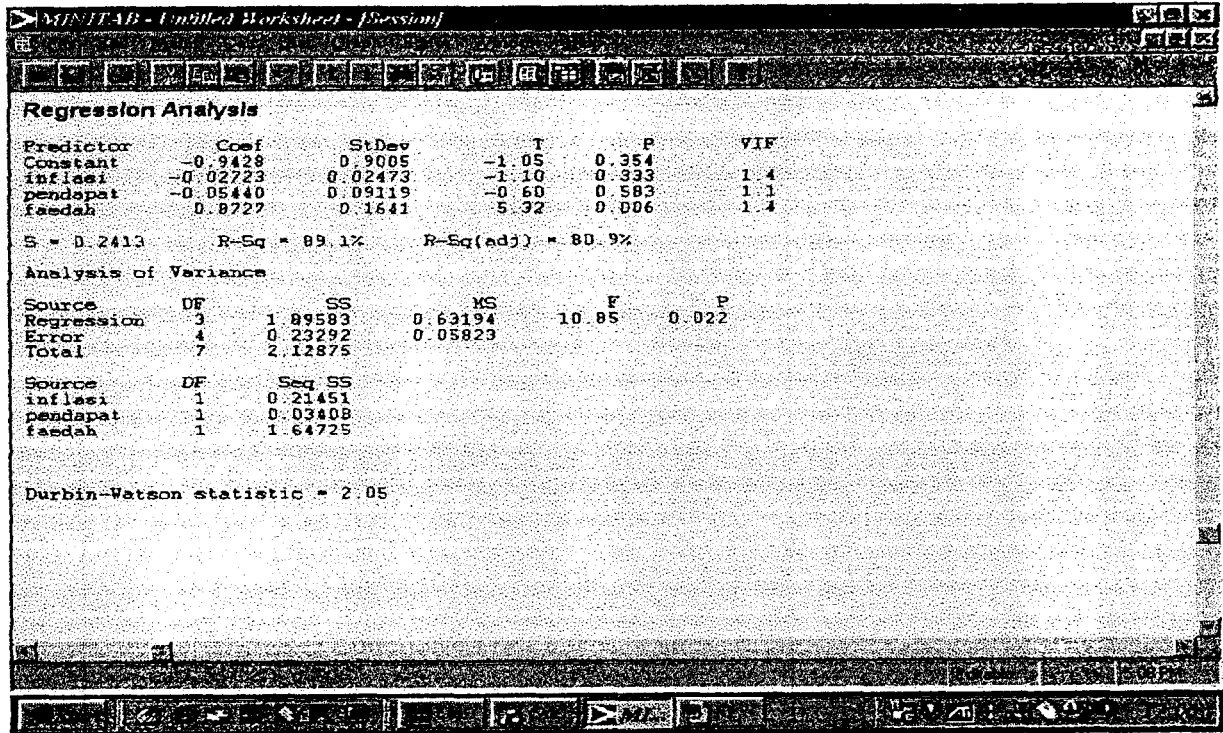 MINITAB - Untitled Worksheet - [Session]
Regression Analysis
Predictor Coef StDev T P VIF
Constant -0.9428 0.9005 -1.05 0.354
inflasi -0.02723 0.02473 -1.10 0.333 1.4
pendapat -0.05440 0.09119 -0.60 0.583 1.1
faedah 0.8727 0.1641 5.32 0.006 1.4
S = 0.2413 R-Sq = 89.1% R-Sq(adj) = 80.9%
Analysis of Variance
Source DF SS MS F P
Regression 3 1.89583 0.63194 10.85 0.022
Error 4 0.23292 0.05823
Total 7 2.12875
Source DF Seq SS
inflasi 1 0.21451
pendapat 1 0.03408
faedah 1 1.64725
Durbin-Watson statistic = 2.05